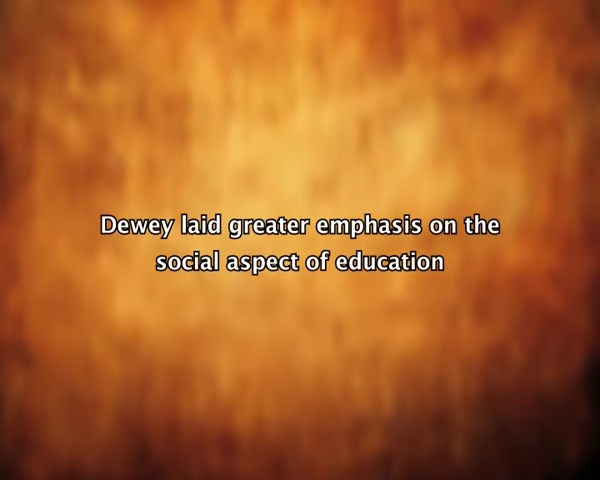 Dewey laid greater emphasis on the
social aspect of education